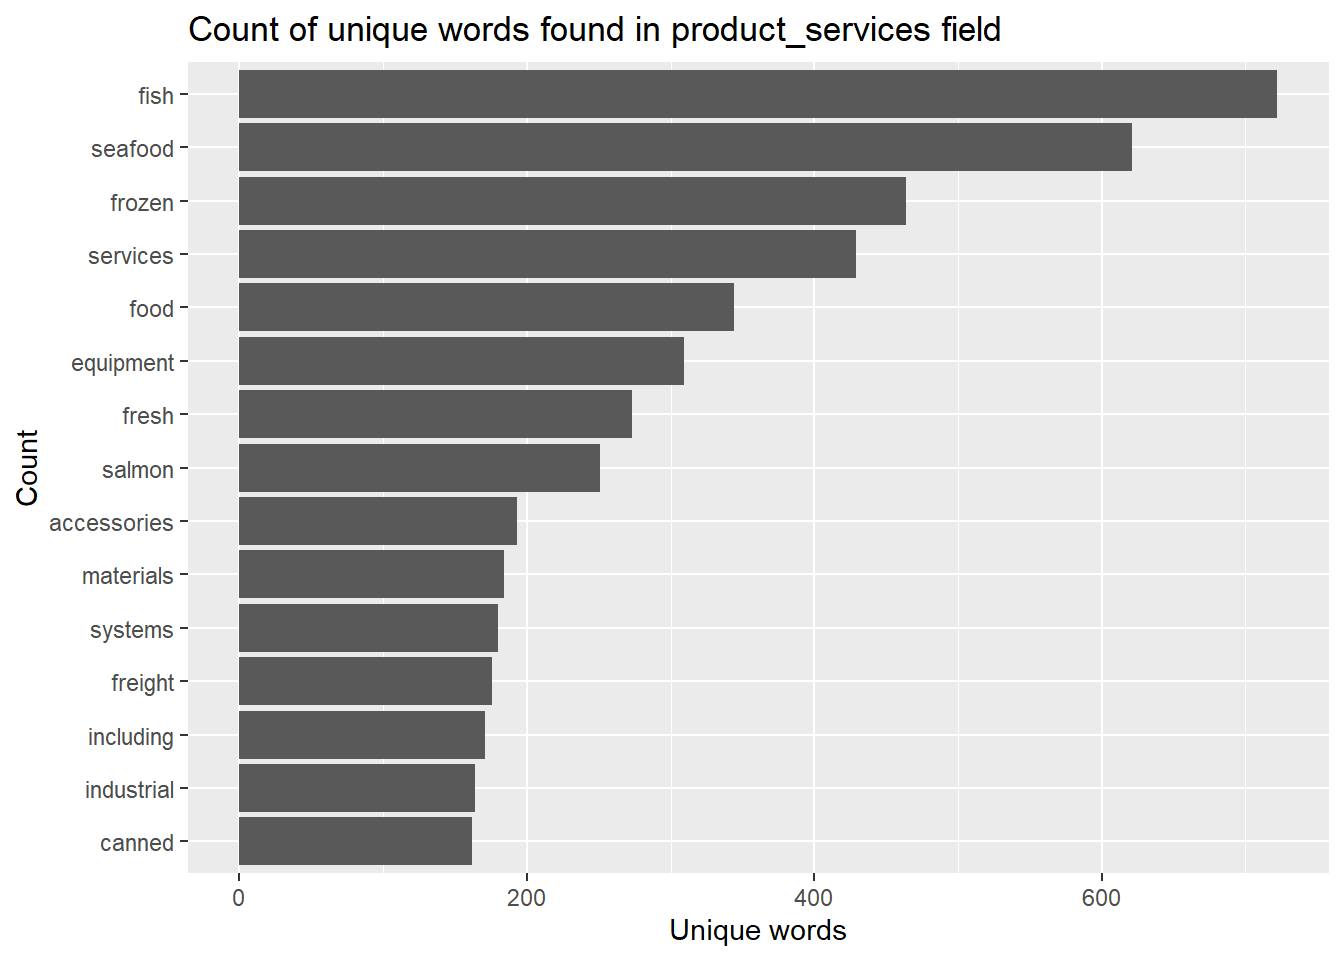 Count of unique words found in product_services field
fish
seafood
frozen
services
food
equipment
fresh
salmon
accessories
materials
systems
freight
including
industrial
canned
Count
0 200 400 600
Unique words